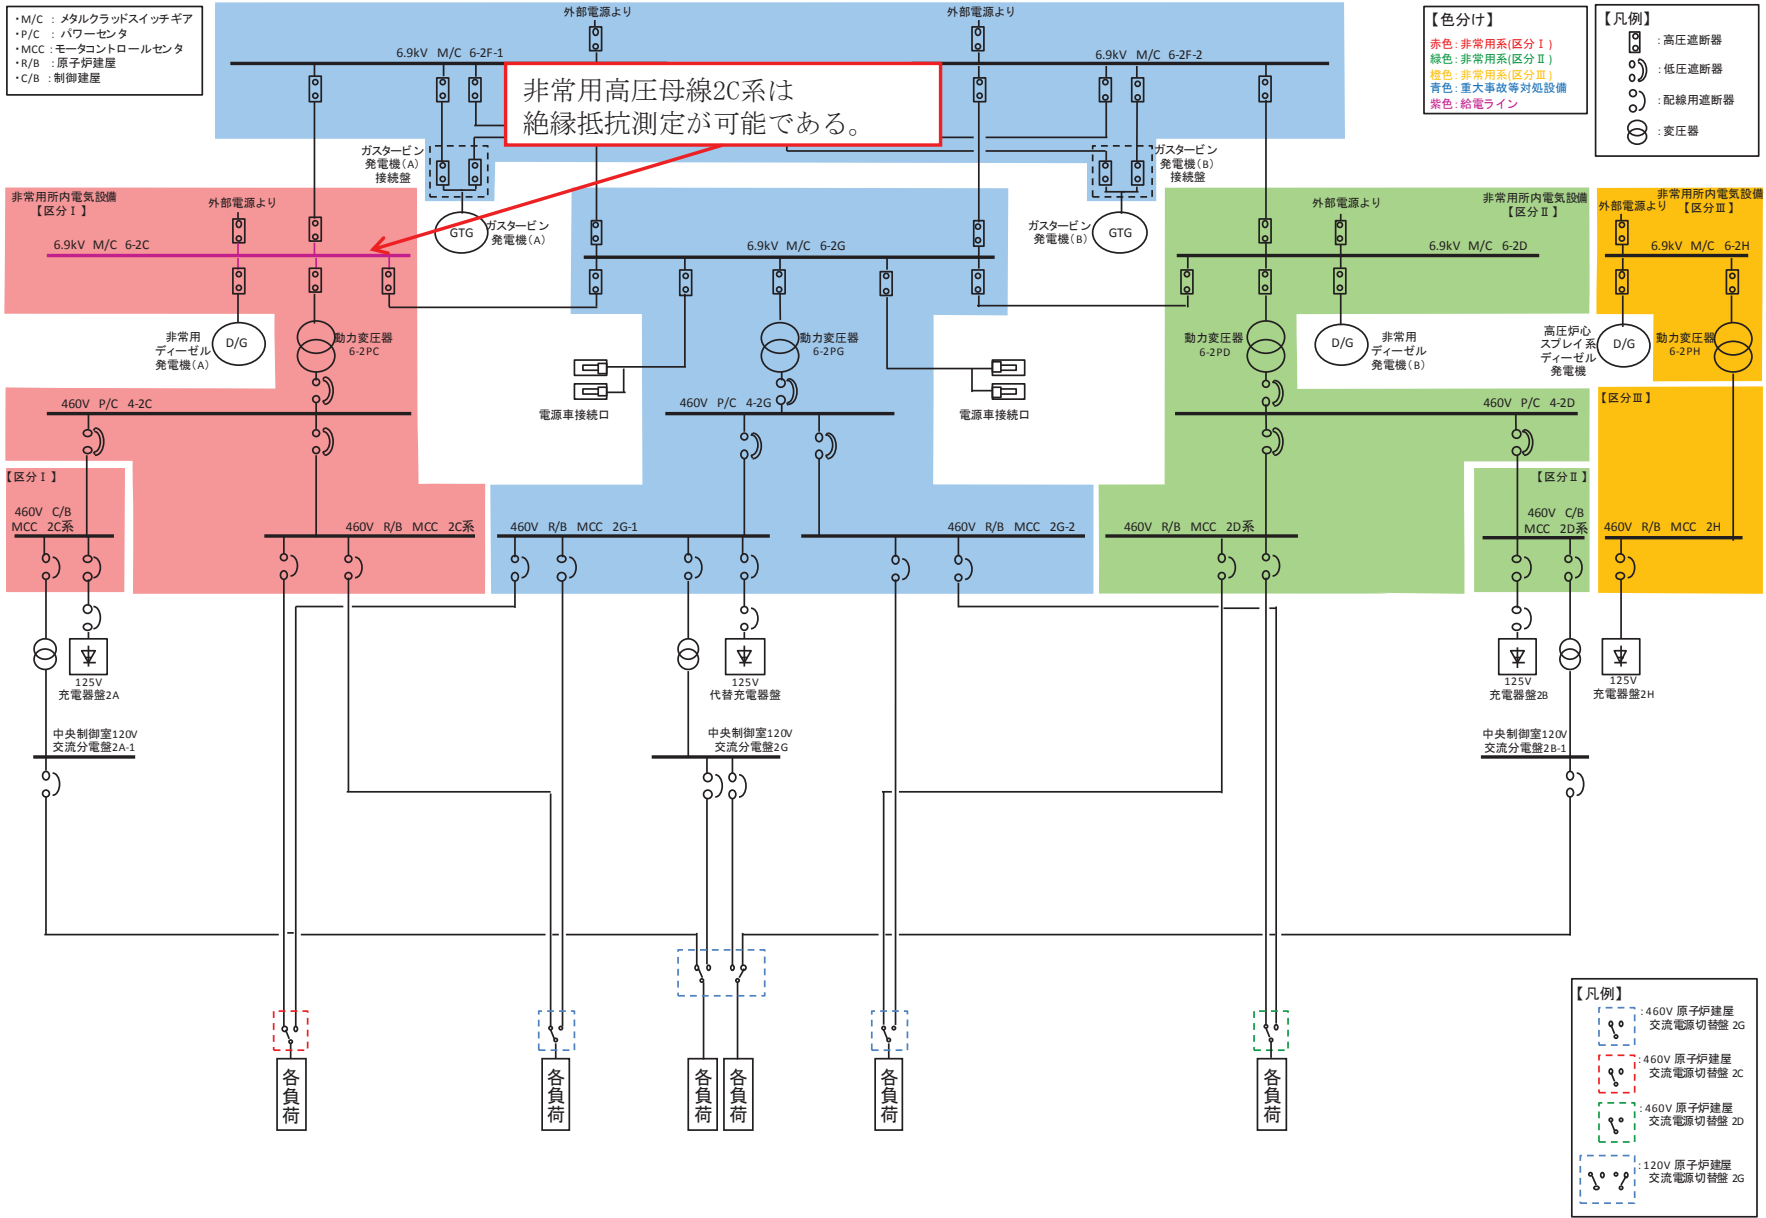 ・M/C : メタルクラッドスイッチギア
・P/C : パワーセンタ
・MCC : モータコントロールセンタ
・R/B : 原子炉建屋
・C/B : 制御建屋
外部電源より
外部電源より
6.9kV M/C 6-2F-1
6.9kV M/C 6-2F-2
非常用高圧母線2C系は
絶縁抵抗測定が可能である。
【色分け】
赤色:非常用系(区分Ⅰ)
緑色:非常用系(区分Ⅱ)
橙色:非常用系(区分Ⅲ)
青色:重大事故等対処設備
紫色:給電ライン
【凡例】
:高圧遮断器
:低圧遮断器
:配線用遮断器
:変圧器
ガスタービン
発電機(A)
接続盤
ガスタービン
発電機(B)
接続盤
GTG
ガスタービン
発電機(A)
ガスタービン
発電機(B)
GTG
非常用所内電気設備
【区分Ⅰ】
外部電源より
6.9kV M/C 6-2C
6.9kV M/C 6-2G
外部電源より
非常用所内電気設備
【区分Ⅱ】
6.9kV M/C 6-2D
非常用所内電気設備
外部電源より 【区分Ⅲ】
6.9kV M/C 6-2H
非常用
ディーゼル
発電機(A)
D/G
動力変圧器
6-2PC
動力変圧器
6-2PG
動力変圧器
6-2PD
D/G
非常用
ディーゼル
発電機(B)
高圧炉心
スプレイ系
ディーゼル
発電機
D/G
動力変圧器
6-2PH
電源車接続口
電源車接続口
460V P/C 4-2C
460V P/C 4-2G
460V P/C 4-2D
【区分Ⅲ】
【区分Ⅰ】
【区分Ⅱ】
460V C/B
MCC 2C系
460V R/B MCC 2C系
460V R/B MCC 2G-1
460V R/B MCC 2G-2
460V R/B MCC 2D系
460V C/B
MCC 2D系
460V R/B MCC 2H
125V
充電器盤2A
125V
代替充電器盤
125V
充電器盤2B
125V
充電器盤2H
中央制御室120V
交流分電盤2A-1
中央制御室120V
交流分電盤2G
中央制御室120V
交流分電盤2B-1
各負荷
各負荷
各負荷
各負荷
各負荷
各負荷
【凡例】
:460V 原子炉建屋
交流電源切替盤 2G
:460V 原子炉建屋
交流電源切替盤 2C
:460V 原子炉建屋
交流電源切替盤 2D
:120V 原子炉建屋
交流電源切替盤 2G